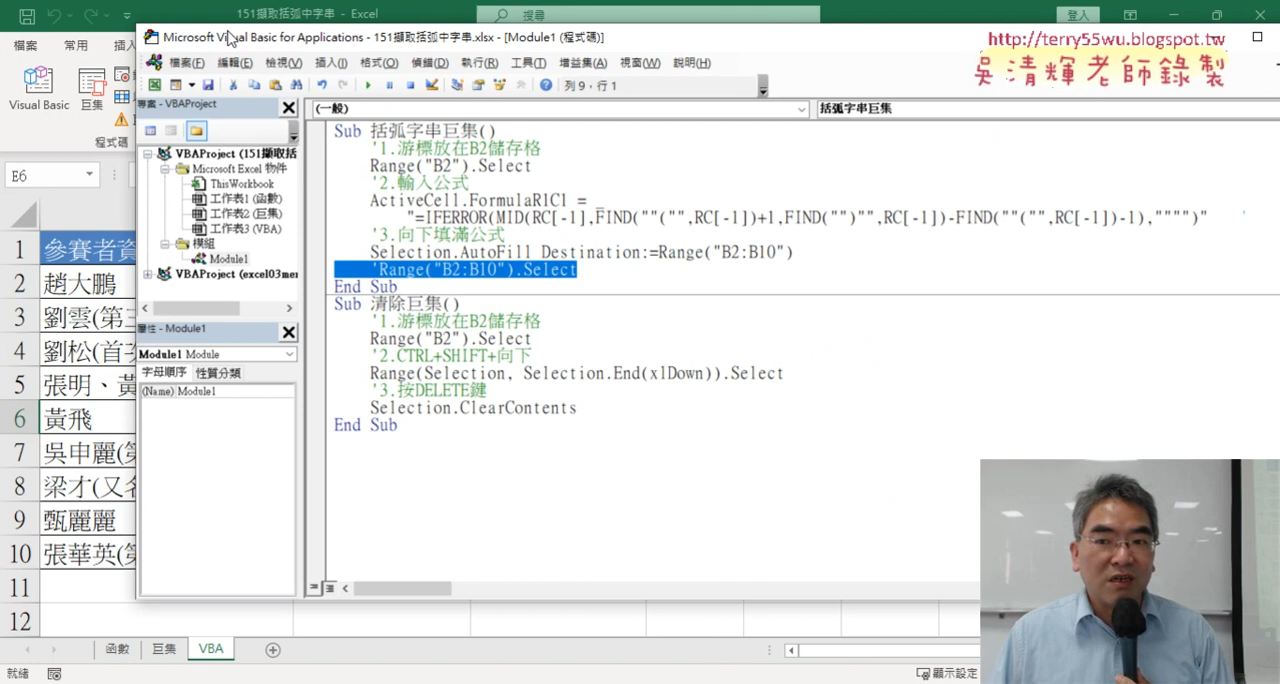 151擷取括弧中字串 - Excel
搜尋
登入
檔案 常用 插入
Visual Basic 巨集
程式碼
E6
Microsoft Visual Basic for Applications - 151擷取括弧中字串.xlsx - [Module1 (程式碼)]
http://terry55wu.blogspot.tw
吳清輝老師錄製
檔案(F) 編輯(E) 檢視(V) 插入(I) 格式(O) 偵錯(D) 執行(R) 工具(T) 增益集(A) 視窗(W) 說明(H)
列 9，行 1
專案 - VBAProject
(一般)
括弧字串巨集
VBAProject (151擷取括
Microsoft Excel 物件
ThisWorkbook
工作表1 (函數)
工作表2 (巨集)
工作表3 (VBA)
模組
Module1
VBAProject (excel03me
屬性 - Module1
Module1 Module
字母順序 性質分類
(Name) Module1
Sub 括弧字串巨集()
'1.游標放在B2儲存格
Range("B2").Select
'2.輸入公式
ActiveCell.FormulaR1C1 = _
"=IFERROR(MID(RC[-1],FIND(""("",RC[-1])+1,FIND("")"",RC[-1])-FIND(""("",RC[-1])-1),"""")" '
'3.向下填滿公式
Selection.AutoFill Destination:=Range("B2:B10")
'Range("B2:B10").Select
End Sub
Sub 清除巨集()
'1.游標放在B2儲存格
Range("B2").Select
'2.CTRL+SHIFT+向下
Range(Selection, Selection.End(xlDown)).Select
'3.按DELETE鍵
Selection.ClearContents
End Sub
1 參賽者資
2 趙大鵬
3 劉雲(第三
4 劉松(首次
5 張明、黃
6 黃飛
7 吳申麗(第
8 梁才(又名
9 甄麗麗
10 張華英(第
11
12
函數 巨集 VBA
就緒
顯示設定